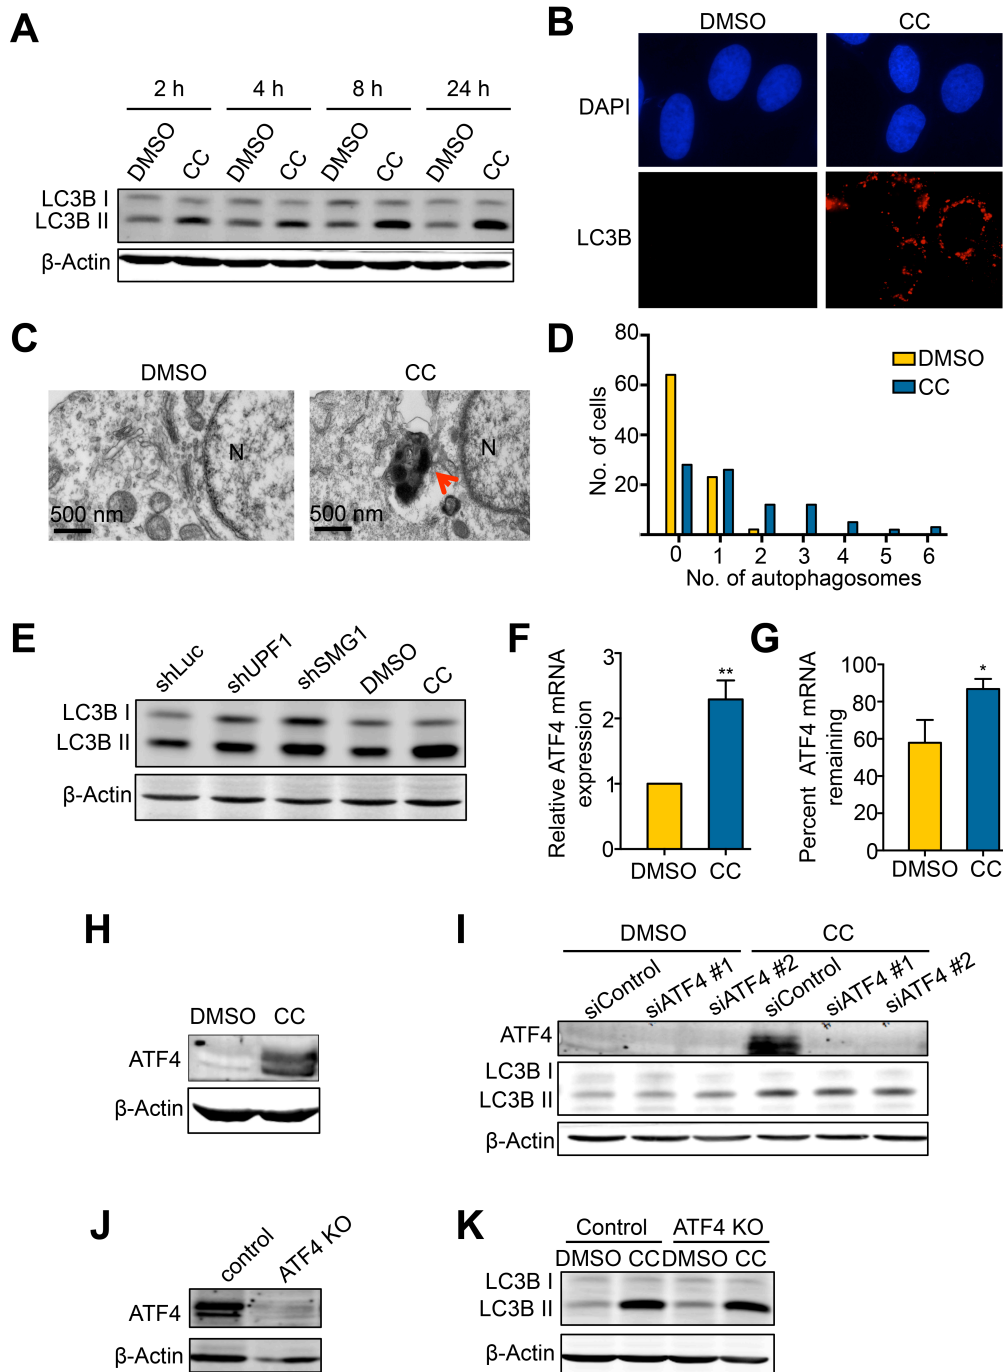 A
2 h 4 h 8 h 24 h
DMSO CC DMSO CC DMSO CC DMSO CC
LC3B I
LC3B II
β-Actin
B
DMSO CC
DAPI
LC3B
C
DMSO CC
N N
500 nm 500 nm
D
80
60
40
20
No. of cells
DMSO
CC
0 1 2 3 4 5 6
No. of autophagosomes
E
shLuc shUPF1 shSMG1 DMSO CC
LC3B I
LC3B II
β-Actin
F
Relative ATF4 mRNA
expression
3
2
1
0
**
DMSO CC
G
Percent ATF4 mRNA
remaining
100
80
60
40
20
0
*
DMSO CC
H
DMSO CC
ATF4
β-Actin
I
DMSO CC
siControl siATF4 #1 siATF4 #2 siControl siATF4 #1 siATF4 #2
ATF4
LC3B I
LC3B II
β-Actin
J
control ATF4 KO
ATF4
β-Actin
K
Control ATF4 KO
DMSO CC DMSO CC
LC3B I
LC3B II
β-Actin